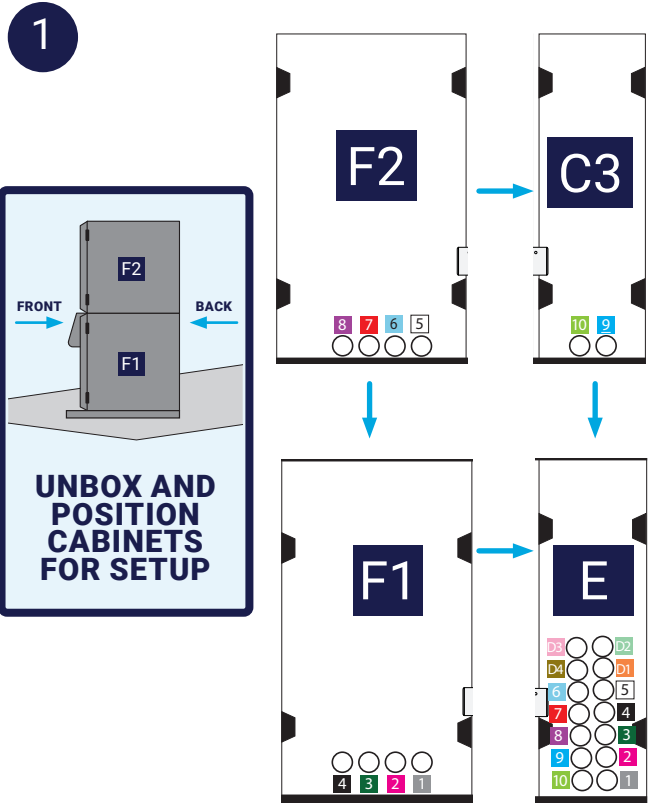 1
F2
C3
8 7 6 5
10 9
F2
FRONT
BACK
F1
UNBOX AND
POSITION
CABINETS
FOR SETUP
F1
E
4 3 2 1
D3 D2
D4 D1
6 5
7 4
8 3
9 2
10 1